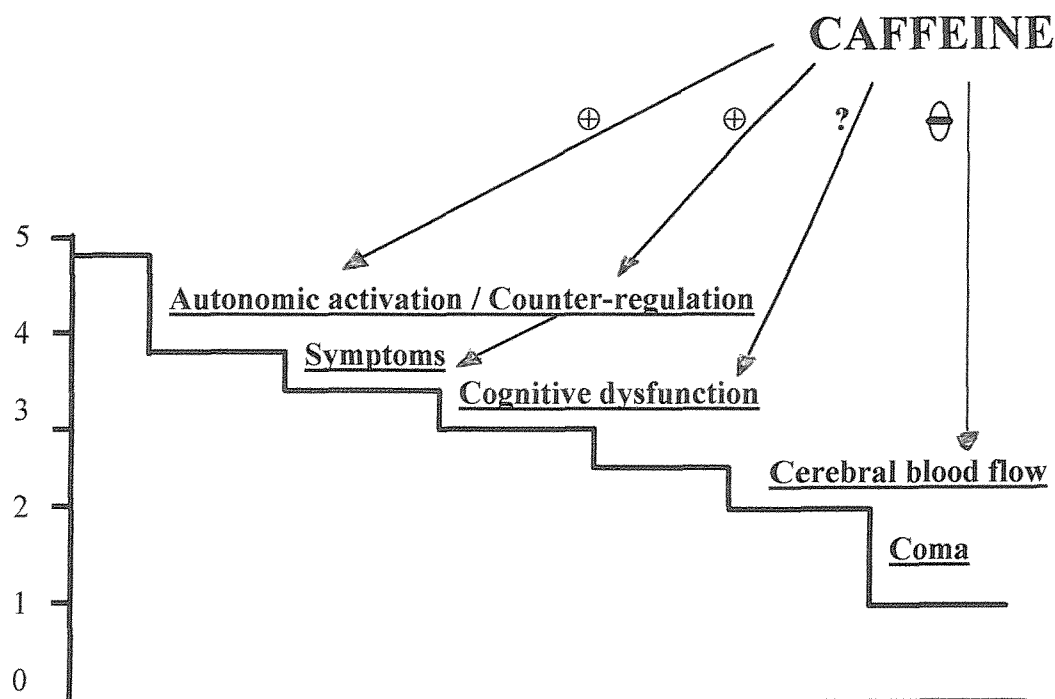 CAFFEINE
⊕ ⊕ ? ⊖
5
Autonomic activation / Counter-regulation
4
Symptoms
Cognitive dysfunction
3
Cerebral blood flow
2
Coma
1
0